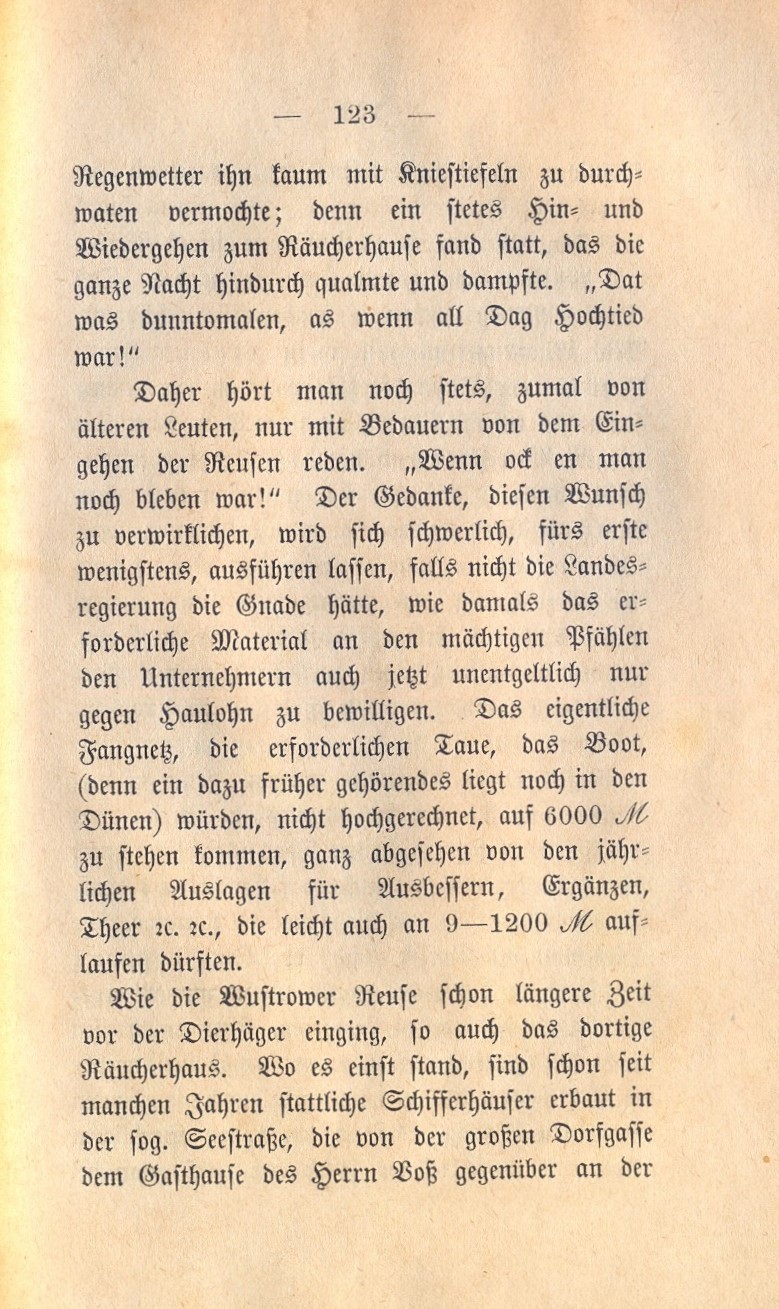 — 123 —
Regenwetter ihn kaum mit Kniestiefeln zu durch-
waten vermochte; denn ein stetes Hin- und
Wiedergehen zum Räucherhause fand statt, das die
ganze Nacht hindurch qualmte und dampfte. „Dat
was dunntomalen, as wenn all Dag Hochtied
war!“
Daher hört man noch stets, zumal von
älteren Leuten, nur mit Bedauern von dem Ein-
gehen der Reusen reden. „Wenn ock en man
noch bleben war!“ Der Gedanke, diesen Wunsch
zu verwirklichen, wird sich schwerlich, fürs erste
wenigstens, ausführen lassen, falls nicht die Landes-
regierung die Gnade hätte, wie damals das er-
forderliche Material an den mächtigen Pfählen
den Unternehmern auch jetzt unentgeltlich nur
gegen Haulohn zu bewilligen. Das eigentliche
Fangnetz, die erforderlichen Taue, das Boot,
(denn ein dazu früher gehörendes liegt noch in den
Dünen) würden, nicht hochgerechnet, auf 6000 ℳ
zu stehen kommen, ganz abgesehen von den jähr-
lichen Auslagen für Ausbessern, Ergänzen,
Theer ꝛc. ꝛc., die leicht auch an 9—1200 ℳ auf-
laufen dürften.
Wie die Wustrower Reuse schon längere Zeit
vor der Dierhäger einging, so auch das dortige
Räucherhaus. Wo es einst stand, sind schon seit
manchen Jahren stattliche Schifferhäuser erbaut in
der sog. Seestraße, die von der großen Dorfgasse
dem Gasthause des Herrn Voß gegenüber an der